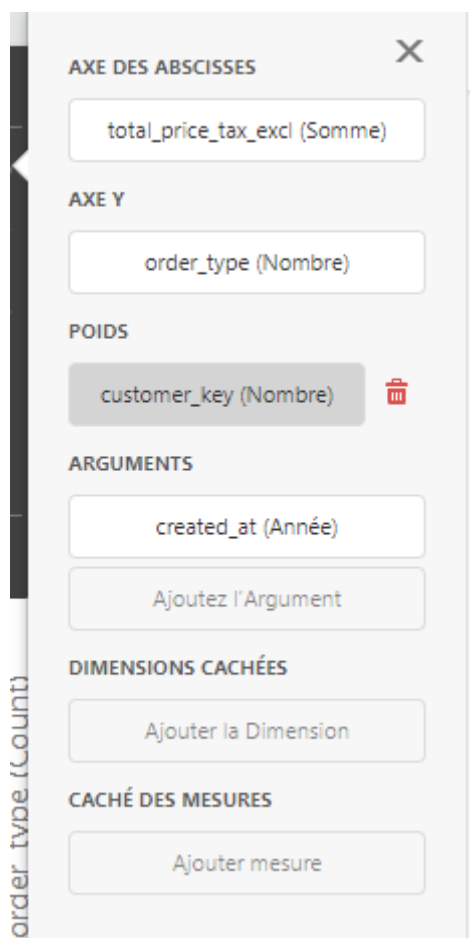 AXE DES ABSCISSES
total_price_tax_excl (Somme)
AXE Y
order_type (Nombre)
POIDS
customer_key (Nombre)
ARGUMENTS
created_at (Année)
Ajoutez l'Argument
DIMENSIONS CACHÉES
Ajouter la Dimension
CACHÉ DES MESURES
Ajouter mesure
order_type (Count)